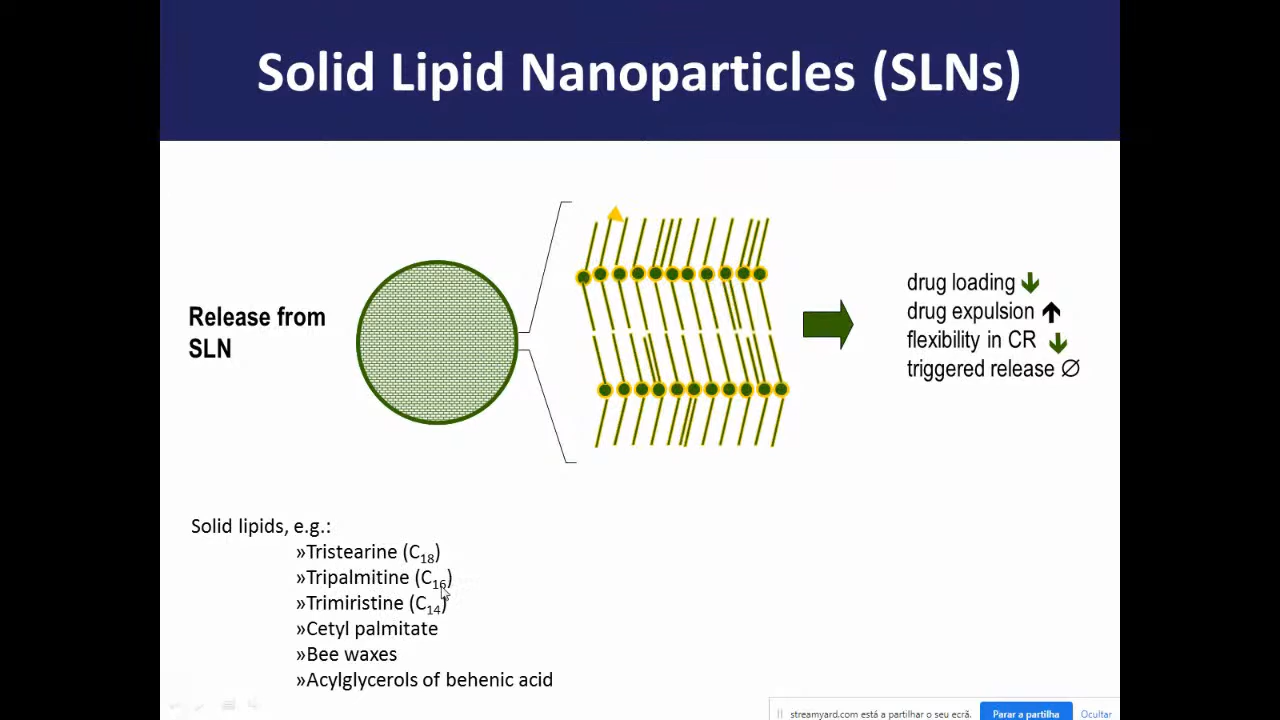 Solid Lipid Nanoparticles (SLNs)
Release from
SLN
drug loading ↓
drug expulsion ↑
flexibility in CR ↓
triggered release ∅
Solid lipids, e.g.:
»Tristearine (C₁₈)
»Tripalmitine (C₁₆)
»Trimiristine (C₁₄)
»Cetyl palmitate
»Bee waxes
»Acylglycerols of behenic acid
streamyard.com está a partilhar o seu ecrã.
Parar a partilha
Ocultar